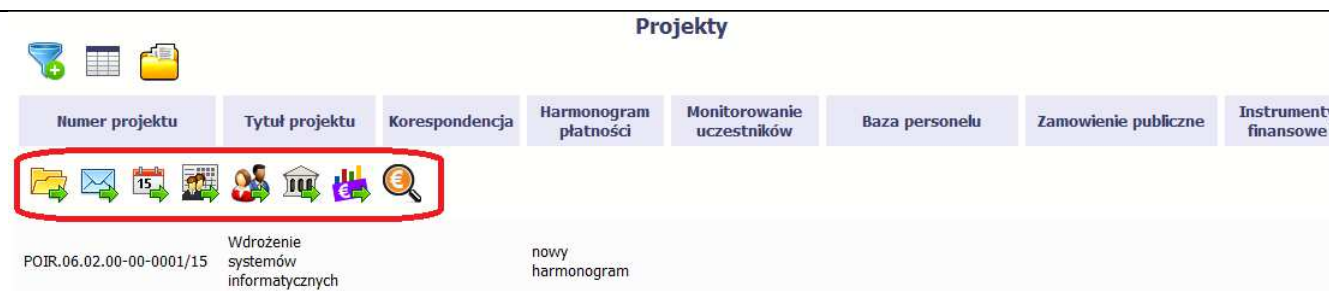 Projekty
Numer projektu
Tytuł projektu
Korespondencja
Harmonogram
płatności
Monitorowanie
uczestników
Baza personelu
Zamowienie publiczne
Instrumenty
finansowe
15
POIR.06.02.00-00-0001/15
Wdrożenie
systemów
informatycznych
nowy
harmonogram